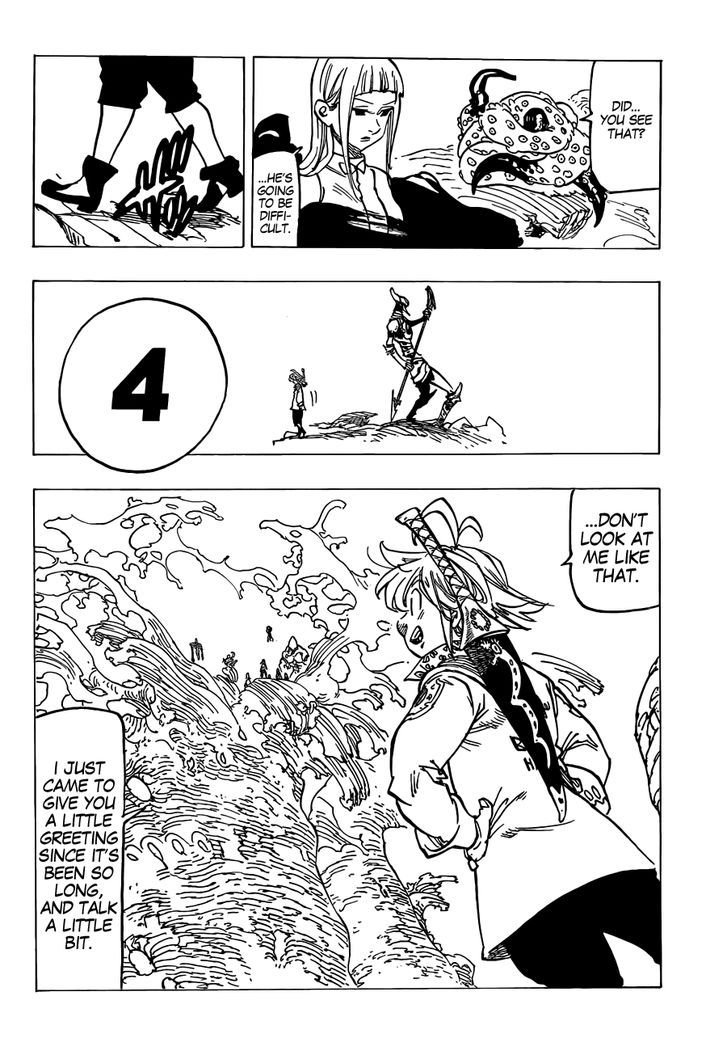 DID...
YOU SEE
THAT?
...HE'S
GOING
TO BE
DIFFI-
CULT.
4
...DON'T
LOOK AT
ME LIKE
THAT.
I JUST
CAME TO
GIVE YOU
A LITTLE
GREETING
SINCE IT'S
BEEN SO
LONG,
AND TALK
A LITTLE
BIT.